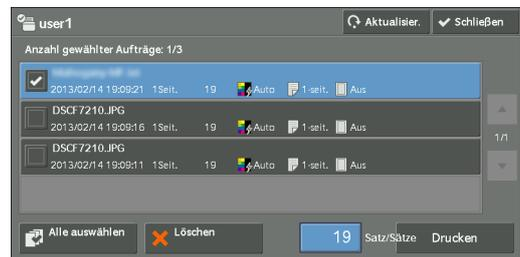 user1
Aktualisier.
Schließen
Anzahl gewählter Aufträge: 1/3
2013/02/14 19:09:21 1Seit. 19 Auto 1-seit. Aus
DSCF7210.JPG
2013/02/14 19:09:16 1Seit. 19 Auto 1-seit. Aus
DSCF7210.JPG
2013/02/14 19:09:11 1Seit. 19 Auto 1-seit. Aus
1/1
Alle auswählen
Löschen
19 Satz/Sätze
Drucken